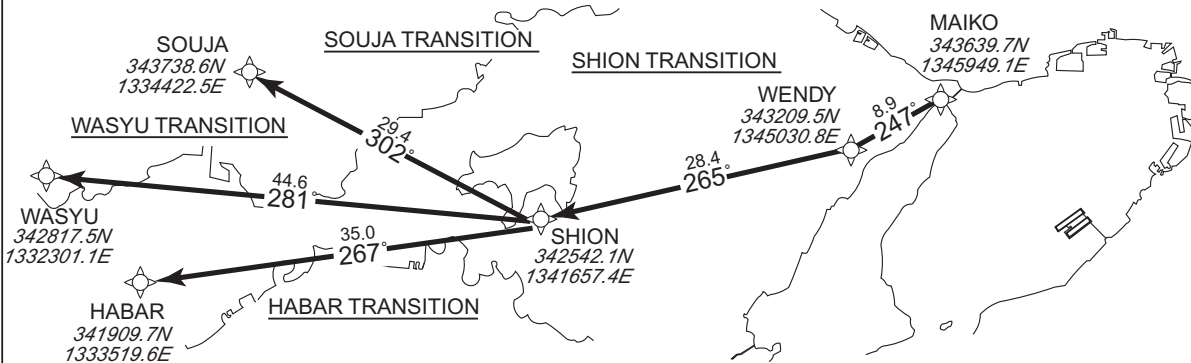 SOUJA
343738.6N
1334422.5E
SOUJA TRANSITION
SHION TRANSITION
MAIKO
343639.7N
1345949.1E
WENDY
343209.5N
1345030.8E
8.9
247°
WASYU TRANSITION
29.4
302°
28.4
265°
44.6
281°
WASYU
342817.5N
1332301.1E
35.0
267°
SHION
342542.1N
1341657.4E
HABAR
341909.7N
1333519.6E
HABAR TRANSITION